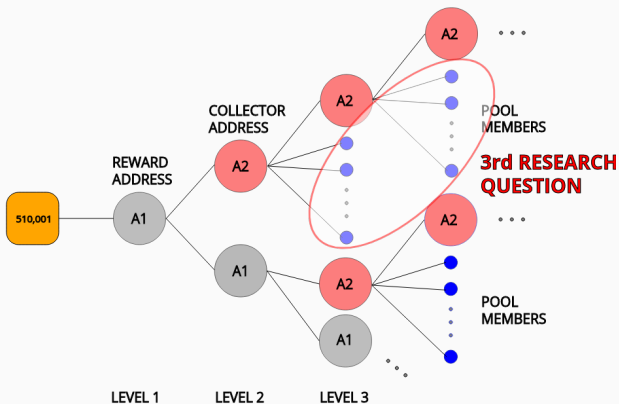 A2
COLLECTOR
ADDRESS
A2
POOL
MEMBERS
REWARD
ADDRESS
A2
3rd RESEARCH
QUESTION
510,001
A1
A2
A1
A2
POOL
MEMBERS
A1
LEVEL 1
LEVEL 2
LEVEL 3